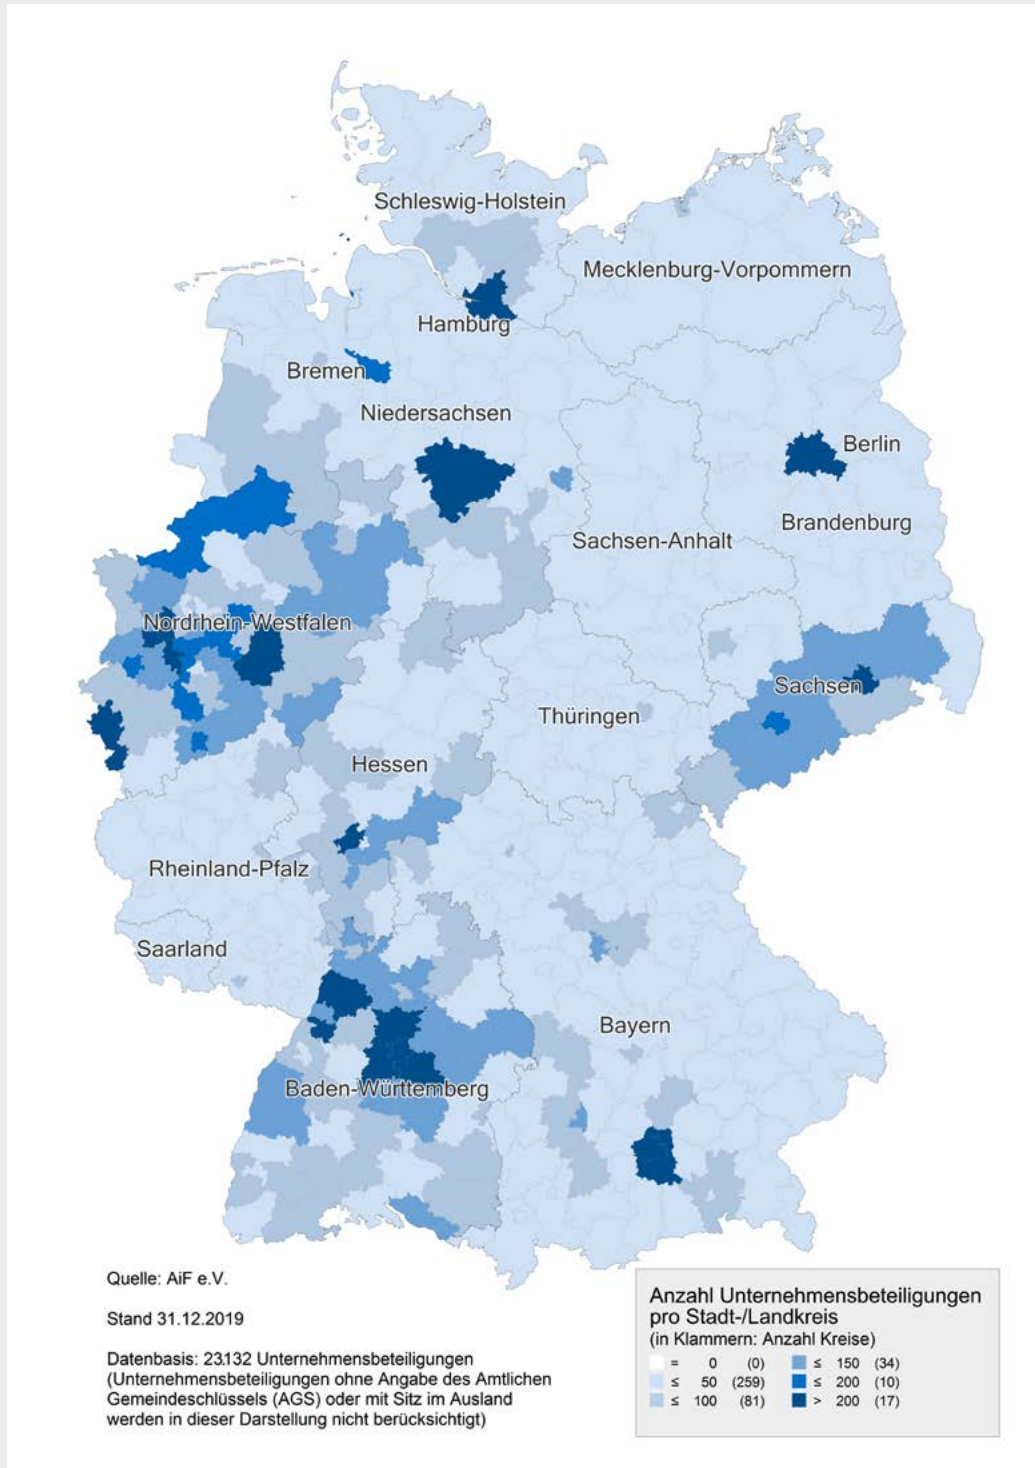 Schleswig-Holstein
Mecklenburg-Vorpommern
Hamburg
Bremen
Niedersachsen
Berlin
Brandenburg
Sachsen-Anhalt
Nordrhein-Westfalen
Sachsen
Thüringen
Hessen
Rheinland-Pfalz
Saarland
Bayern
Baden-Württemberg
Quelle: AiF e.V.
Stand 31.12.2019
Datenbasis: 23.132 Unternehmensbeteiligungen
(Unternehmensbeteiligungen ohne Angabe des Amtlichen
Gemeindeschlüssels (AGS) oder mit Sitz im Ausland
werden in dieser Darstellung nicht berücksichtigt)
Anzahl Unternehmensbeteiligungen
pro Stadt-/Landkreis
(in Klammern: Anzahl Kreise)
= 0 (0)
≤ 50 (259)
≤ 100 (81)
≤ 150 (34)
≤ 200 (10)
> 200 (17)